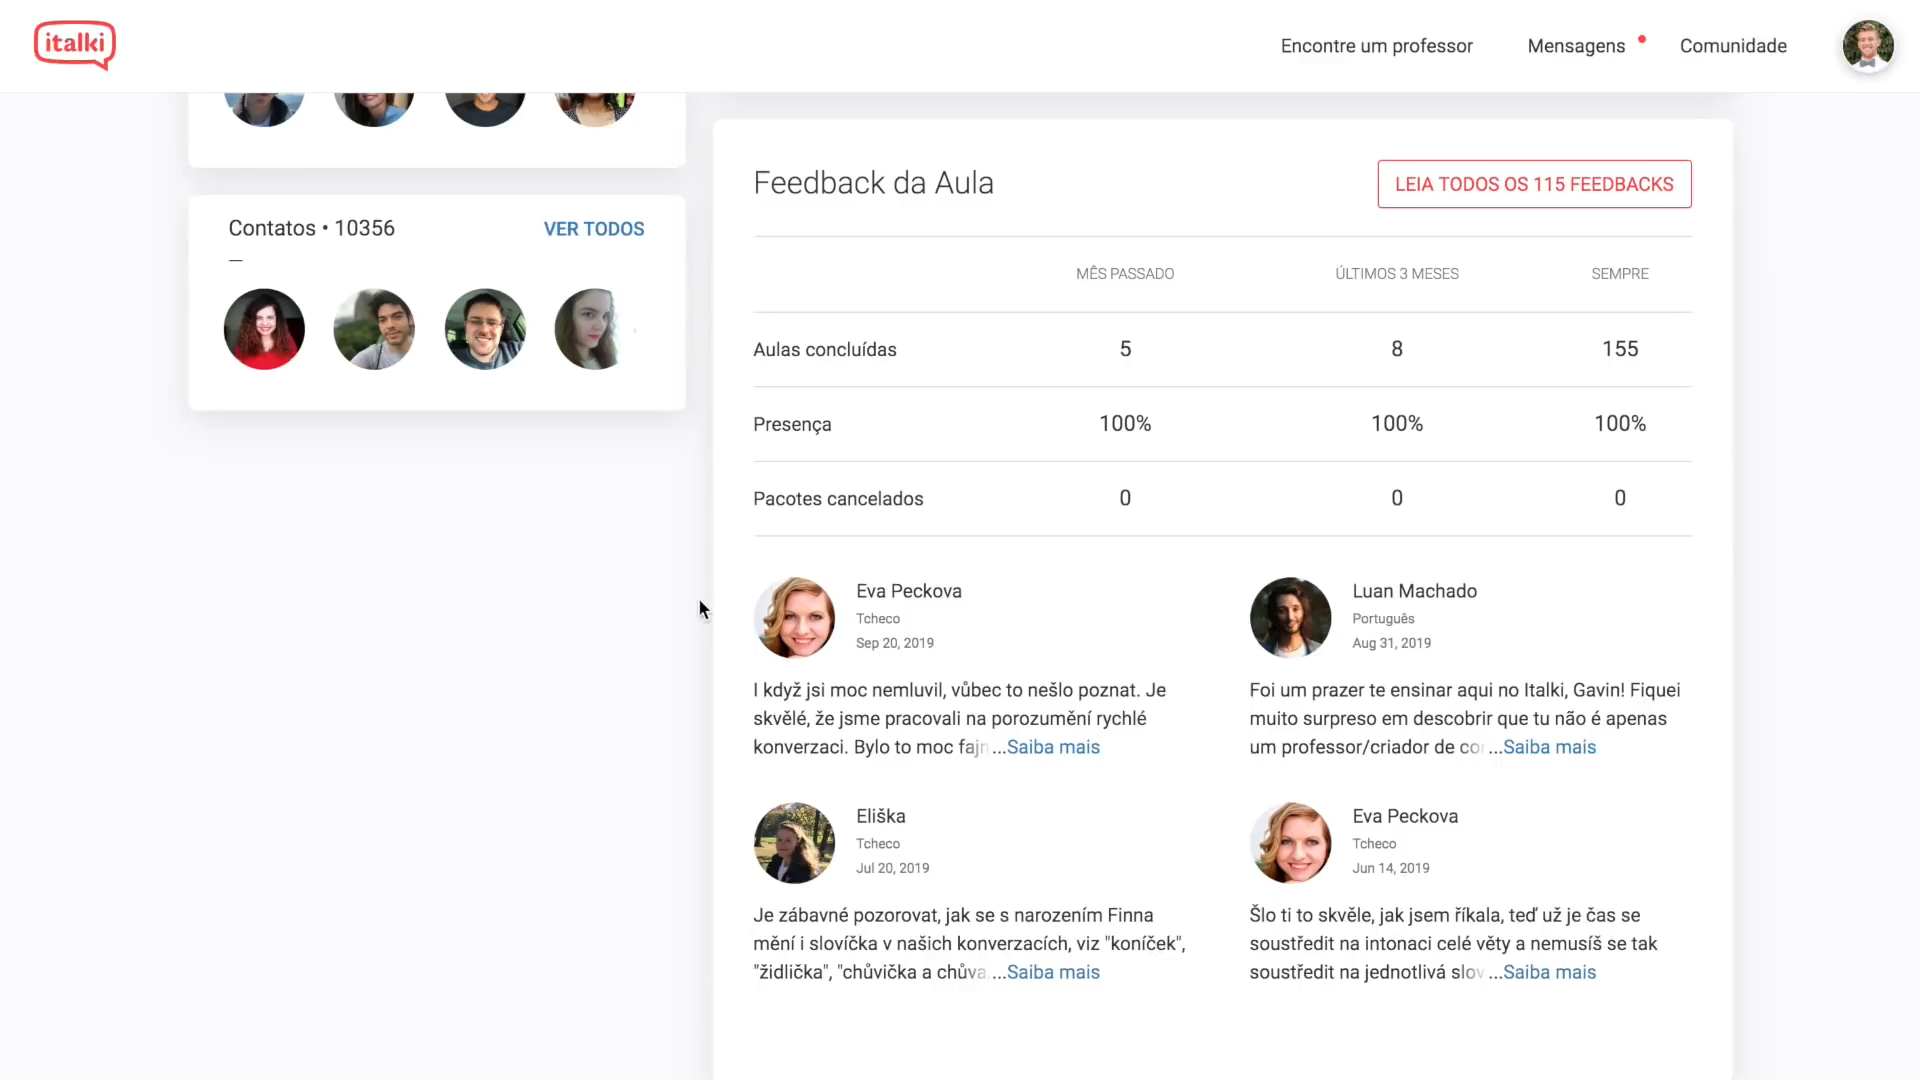 italki
Encontre um professor
Mensagens
Comunidade
Contatos • 10356
VER TODOS
Feedback da Aula
LEIA TODOS OS 115 FEEDBACKS
MÊS PASSADO
ÚLTIMOS 3 MESES
SEMPRE
Aulas concluídas
5
8
155
Presença
100%
100%
100%
Pacotes cancelados
0
0
0
Eva Peckova
Tcheco
Sep 20, 2019
I když jsi moc nemluvil, vůbec to nešlo poznat. Je
skvělé, že jsme pracovali na porozumění rychlé
konverzaci. Bylo to moc fajn ...Saiba mais
Luan Machado
Português
Aug 31, 2019
Foi um prazer te ensinar aqui no Italki, Gavin! Fiquei
muito surpreso em descobrir que tu não é apenas
um professor/criador de ...Saiba mais
Eliška
Tcheco
Jul 20, 2019
Je zábavné pozorovat, jak se s narozením Finna
mění i slovíčka v našich konverzacích, viz "koníček",
"židlička", "chůvička a chůva ...Saiba mais
Eva Peckova
Tcheco
Jun 14, 2019
Šlo ti to skvěle, jak jsem říkala, teď už je čas se
soustředit na intonaci celé věty a nemusíš se tak
soustředit na jednotlivá slov ...Saiba mais